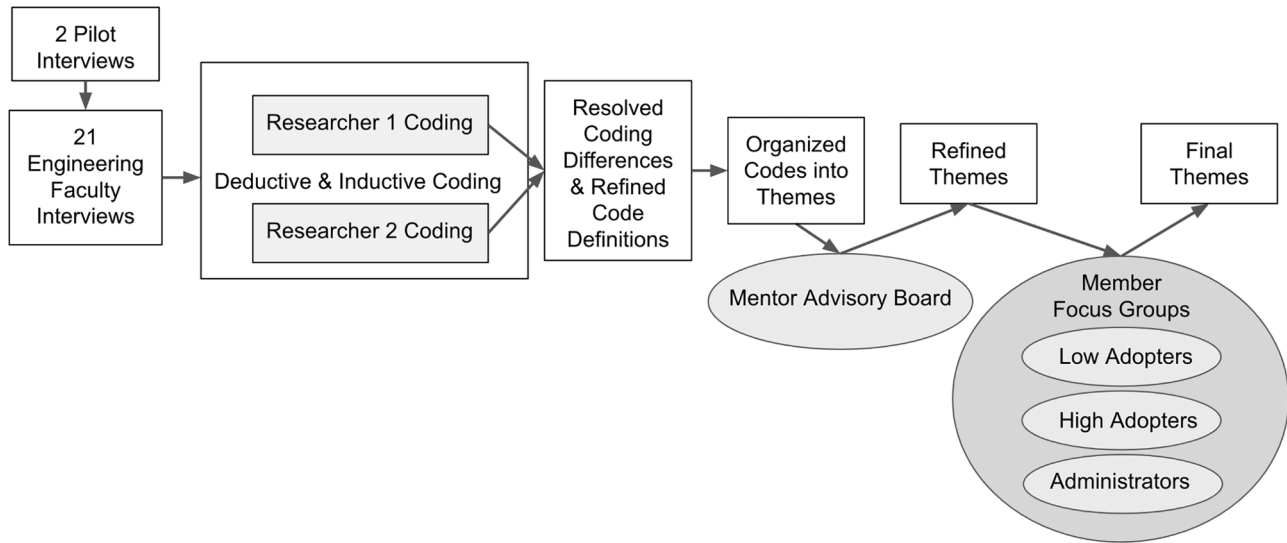 2 Pilot
Interviews
21
Engineering
Faculty
Interviews
Researcher 1 Coding
Deductive & Inductive Coding
Researcher 2 Coding
Resolved
Coding
Differences
& Refined
Code
Definitions
Organized
Codes into
Themes
Mentor Advisory Board
Refined
Themes
Member
Focus Groups
Low Adopters
High Adopters
Administrators
Final
Themes